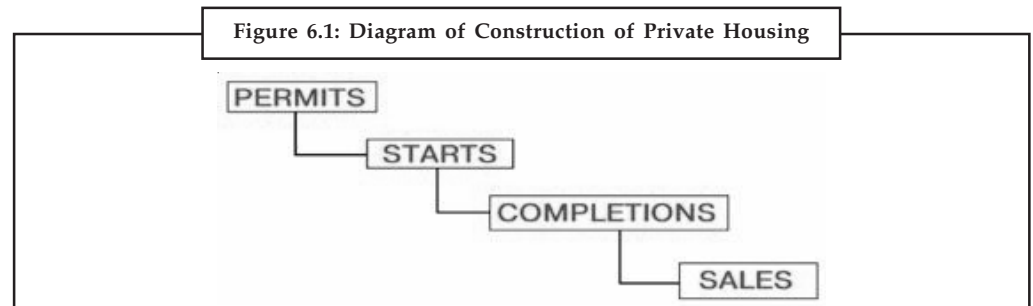 Figure 6.1: Diagram of Construction of Private Housing
PERMITS
STARTS
COMPLETIONS
SALES